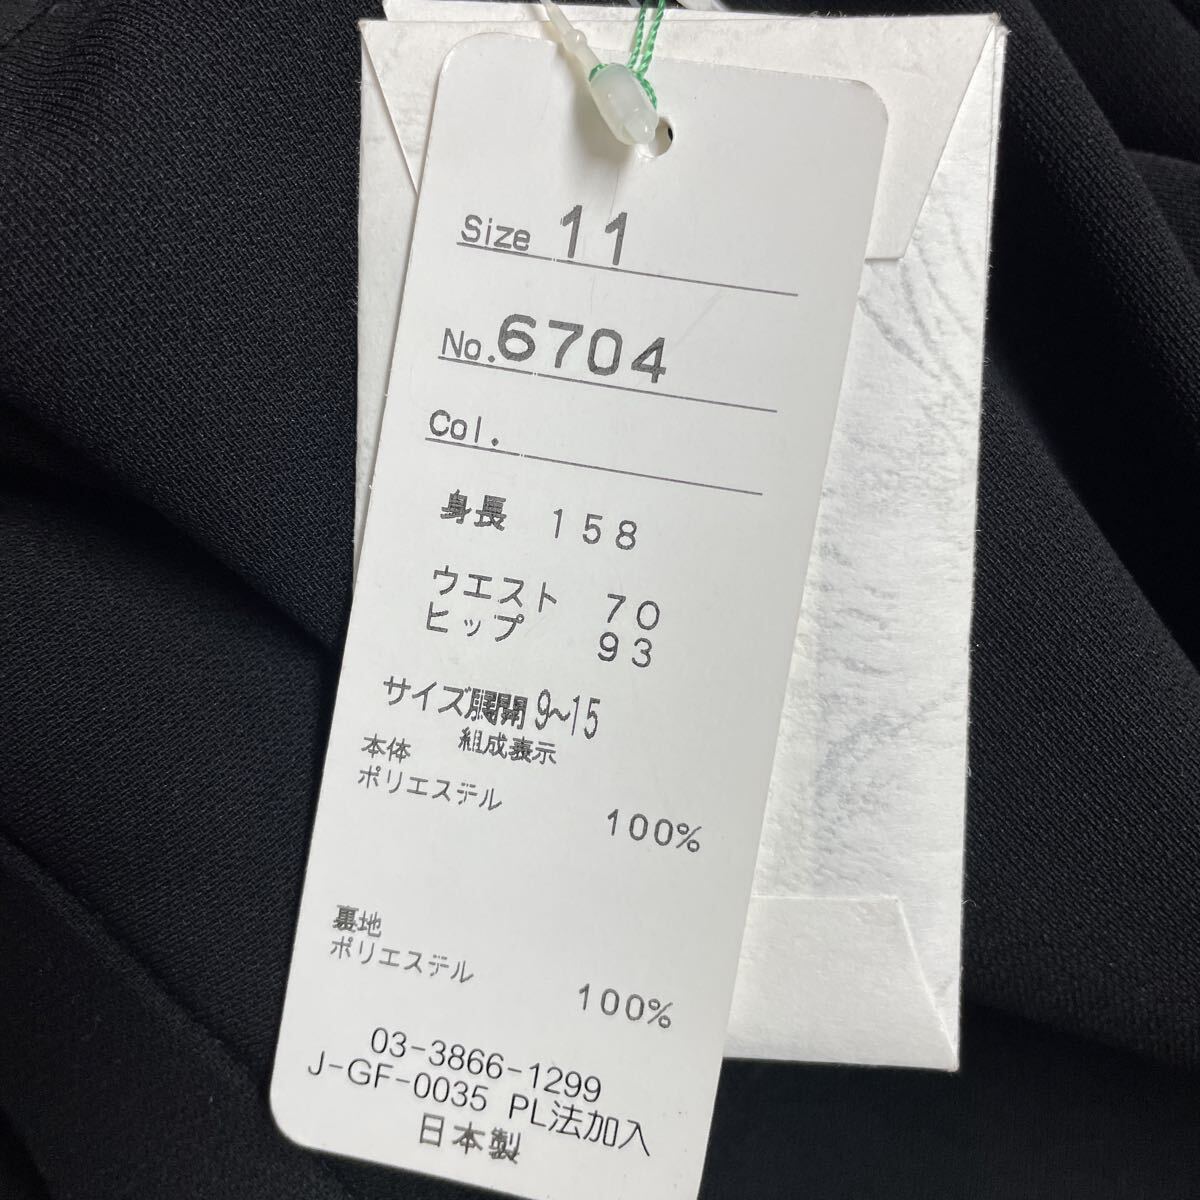 Size 11
No.6704
Col.
身長 158
ウエスト 70
ヒップ 93
サイズ展開 9~15
組成表示
本体
ポリエステル
100%
裏地
ポリエステル
100%
03-3866-1299
J-GF-0035 PL法加入
日本製